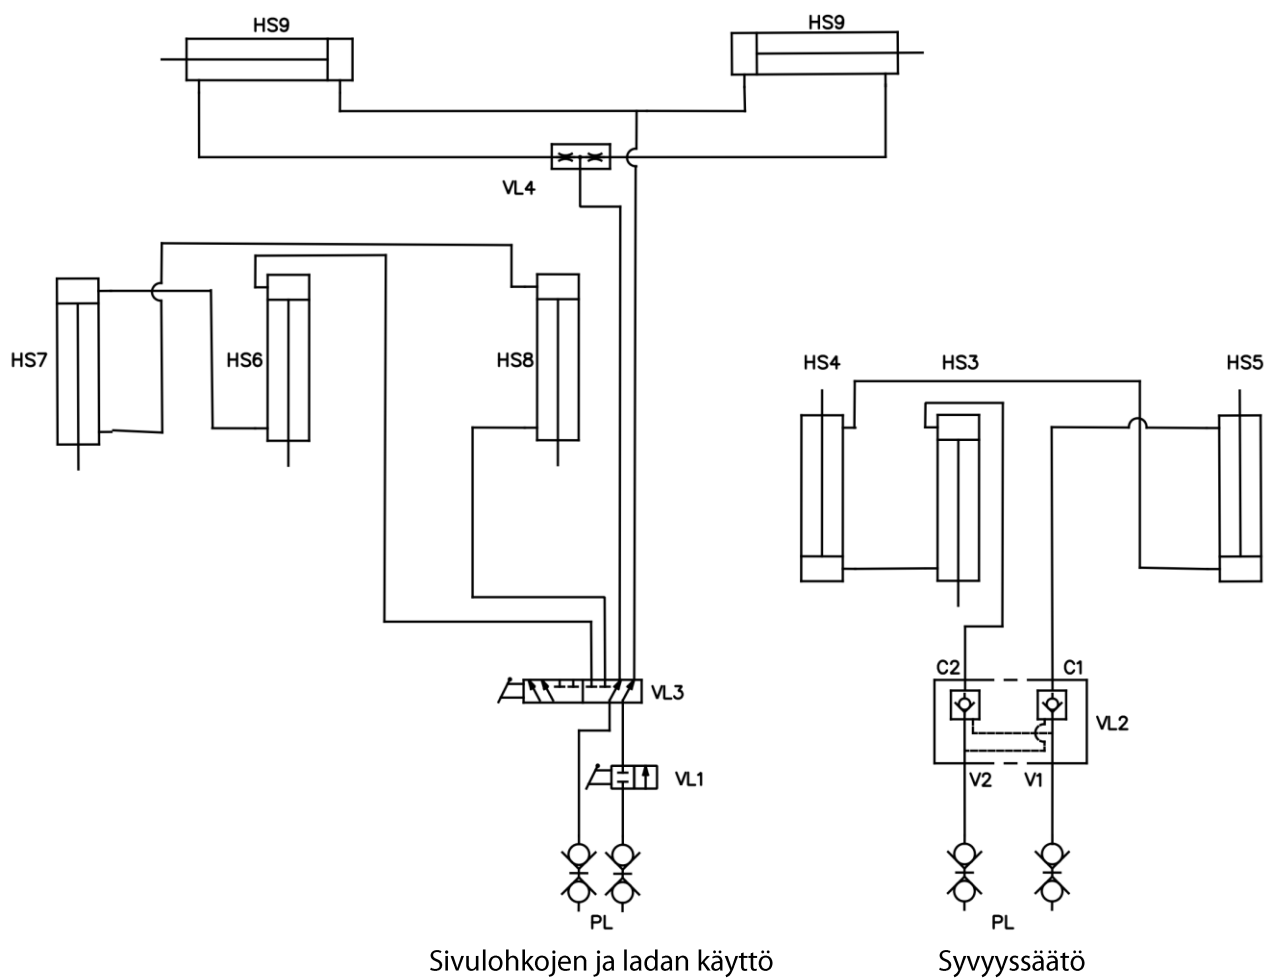 HS9
HS9
VL4
HS7
HS6
HS8
HS4
HS3
HS5
C2
C1
VL3
VL2
VL1
V2
V1
PL
PL
Sivulohkojen ja ladan käyttö
Syvyyssäätö